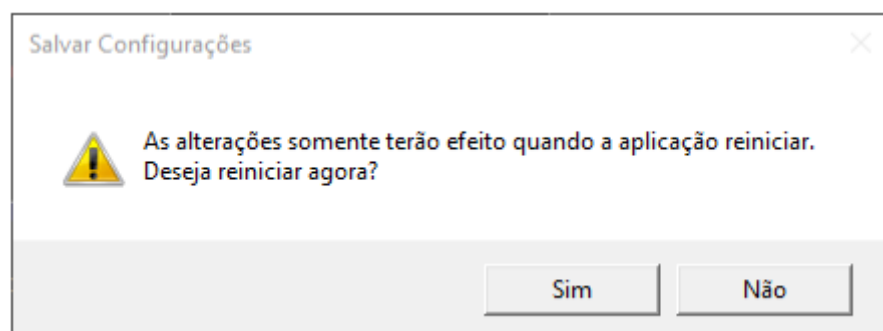 Salvar Configurações
As alterações somente terão efeito quando a aplicação reiniciar.
Deseja reiniciar agora?
Sim
Não